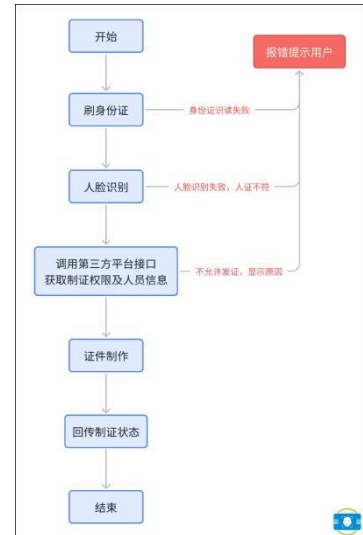 开始
报错提示用户
刷身份证
身份证识读失败
人脸识别
人脸识别失败，人证不符
调用第三方平台接口
获取制证权限及人员信息
不允许发证，显示原因
证件制作
回传制证状态
结束